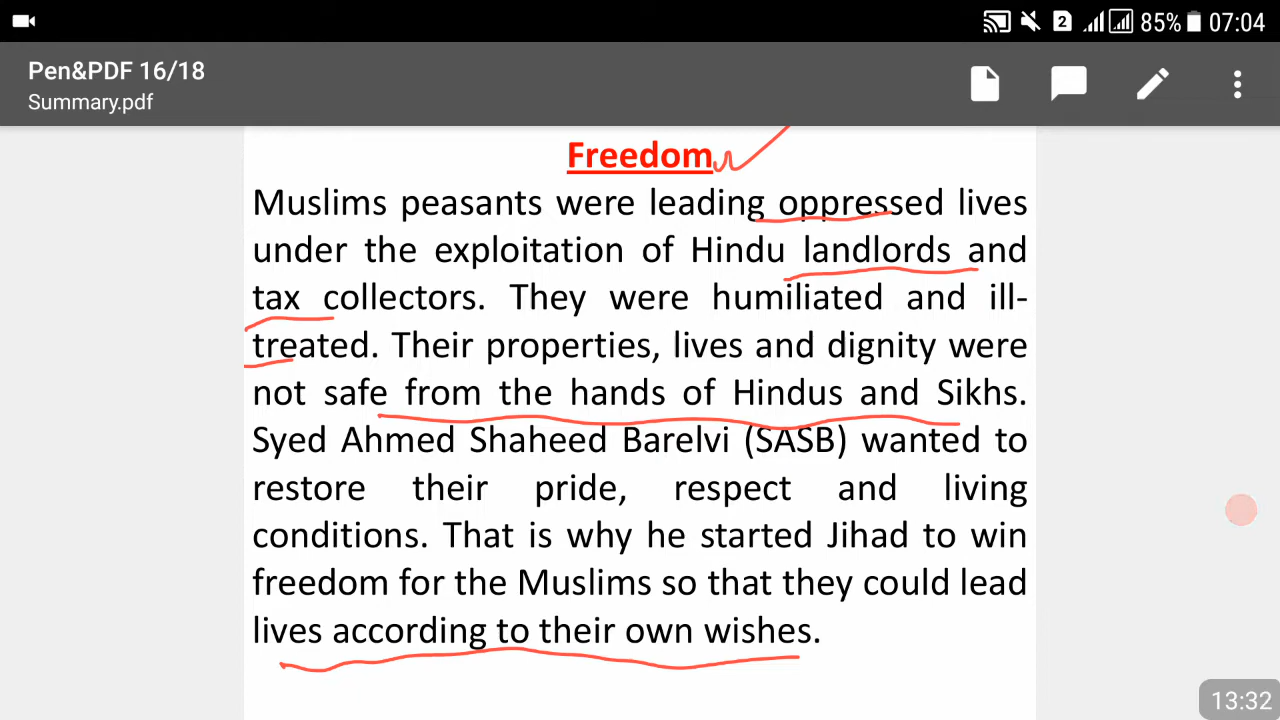 2 85% 07:04
Pen&PDF 16/18
Summary.pdf
Freedom
Muslims peasants were leading oppressed lives
under the exploitation of Hindu landlords and
tax collectors. They were humiliated and ill-
treated. Their properties, lives and dignity were
not safe from the hands of Hindus and Sikhs.
Syed Ahmed Shaheed Barelvi (SASB) wanted to
restore their pride, respect and living
conditions. That is why he started Jihad to win
freedom for the Muslims so that they could lead
lives according to their own wishes.
13:32